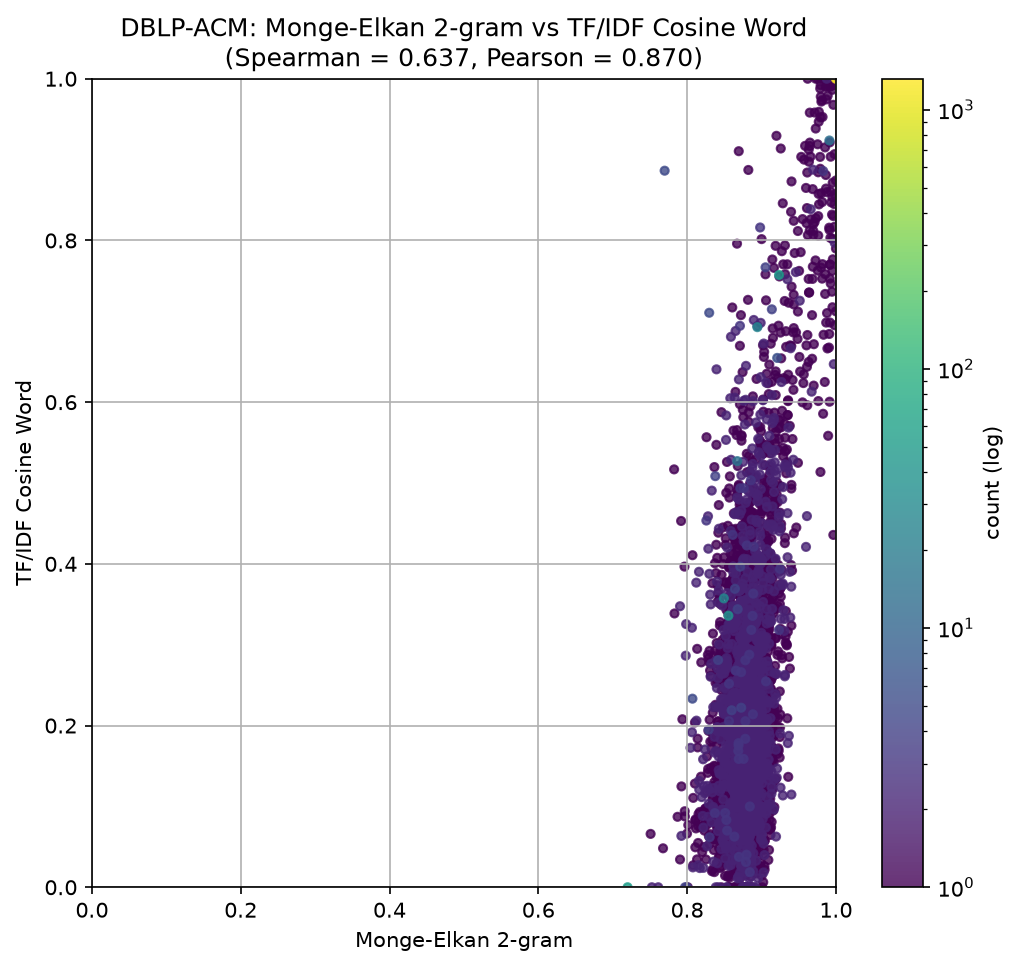 DBLP-ACM: Monge-Elkan 2-gram vs TF/IDF Cosine Word
(Spearman = 0.637, Pearson = 0.870)
1.0
0.8
0.6
0.4
0.2
0.0
TF/IDF Cosine Word
0.0 0.2 0.4 0.6 0.8 1.0
Monge-Elkan 2-gram
10³
10²
10¹
10⁰
count (log)